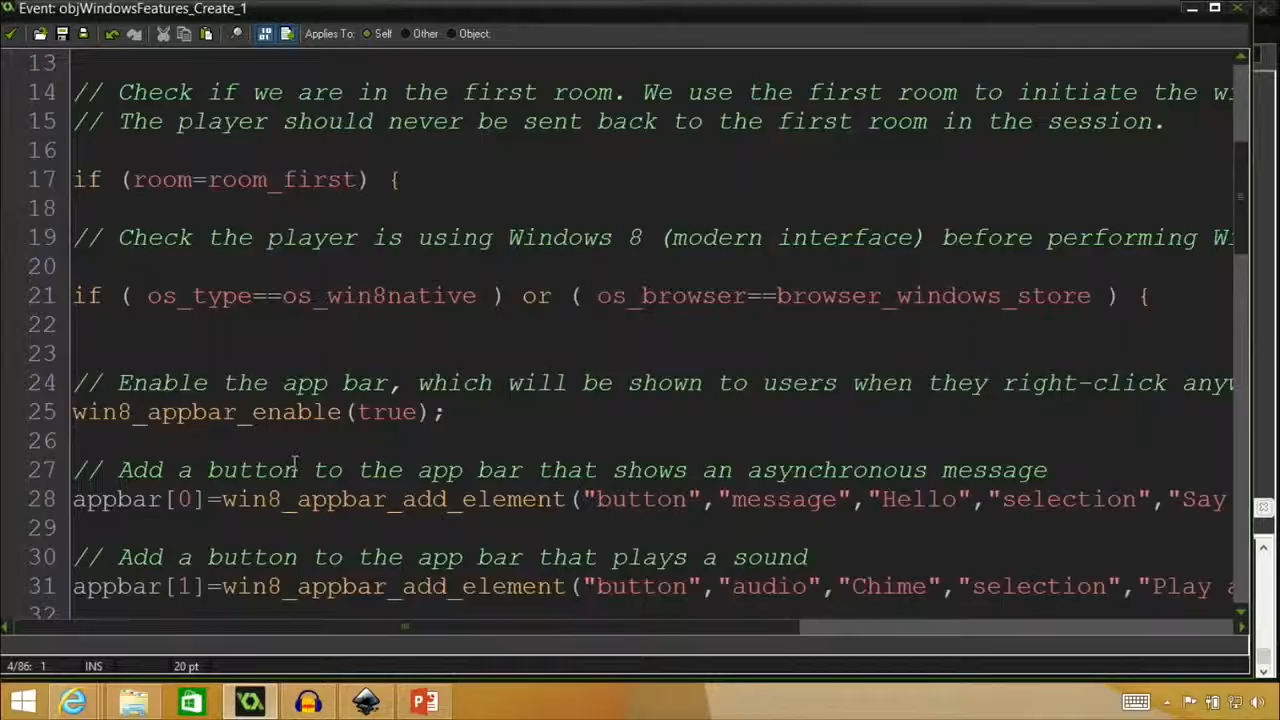 Event: objWindowsFeatures_Create_1
Applies To: Self Other Object
13
14 // Check if we are in the first room. We use the first room to initiate the
15 // The player should never be sent back to the first room in the session.
16
17 if (room=room_first) {
18
19 // Check the player is using Windows 8 (modern interface) before performing
20
21 if ( os_type==os_win8native ) or ( os_browser==browser_windows_store ) {
22
23
24 // Enable the app bar, which will be shown to users when they right-click
25 win8_appbar_enable(true);
26
27 // Add a button to the app bar that shows an asynchronous message
28 appbar[0]=win8_appbar_add_element("button","message","Hello","selection","Say
29
30 // Add a button to the app bar that plays a sound
31 appbar[1]=win8_appbar_add_element("button","audio","Chime","selection","Play
32
4/86: 1 INS 20 pt